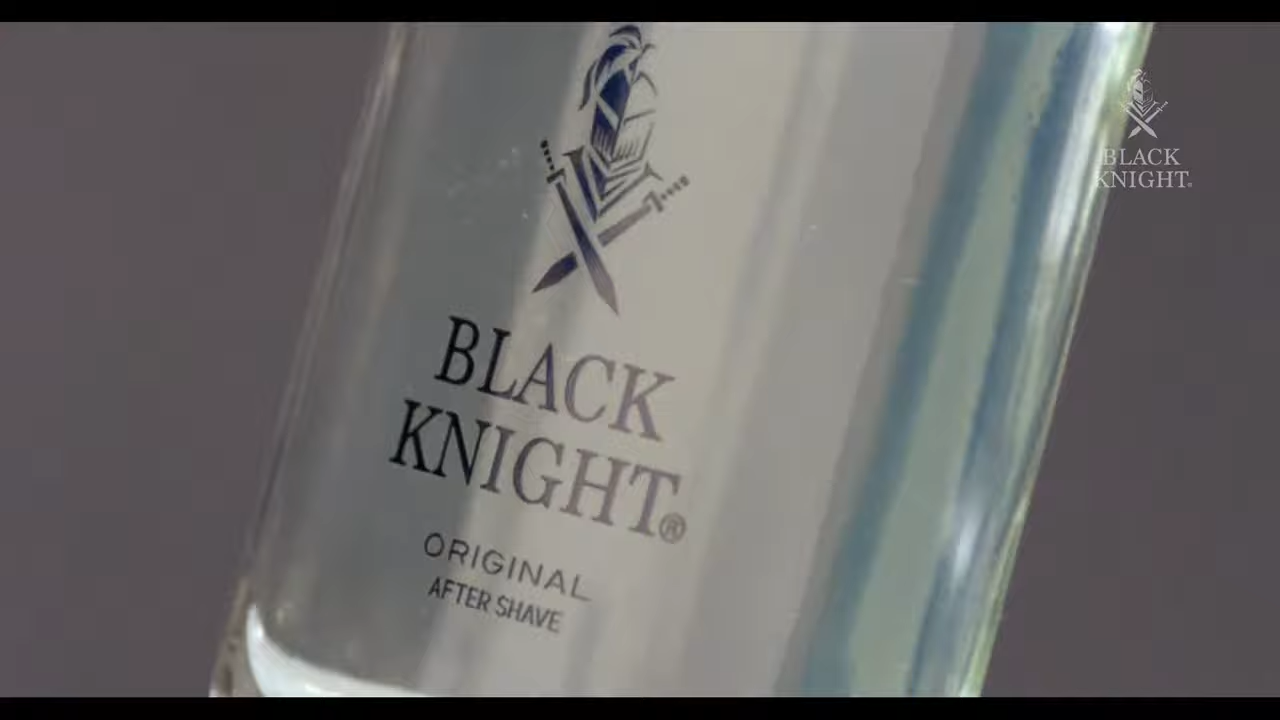 BLACK
KNIGHT®
ORIGINAL
AFTER SHAVE
BLACK
KNIGHT®